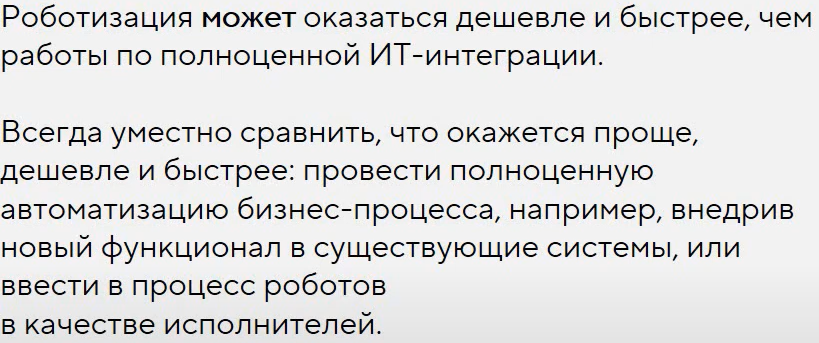 Роботизация может оказаться дешевле и быстрее, чем
работы по полноценной ИТ-интеграции.
Всегда уместно сравнить, что окажется проще,
дешевле и быстрее: провести полноценную
автоматизацию бизнес-процесса, например, внедрив
новый функционал в существующие системы, или
ввести в процесс роботов
в качестве исполнителей.